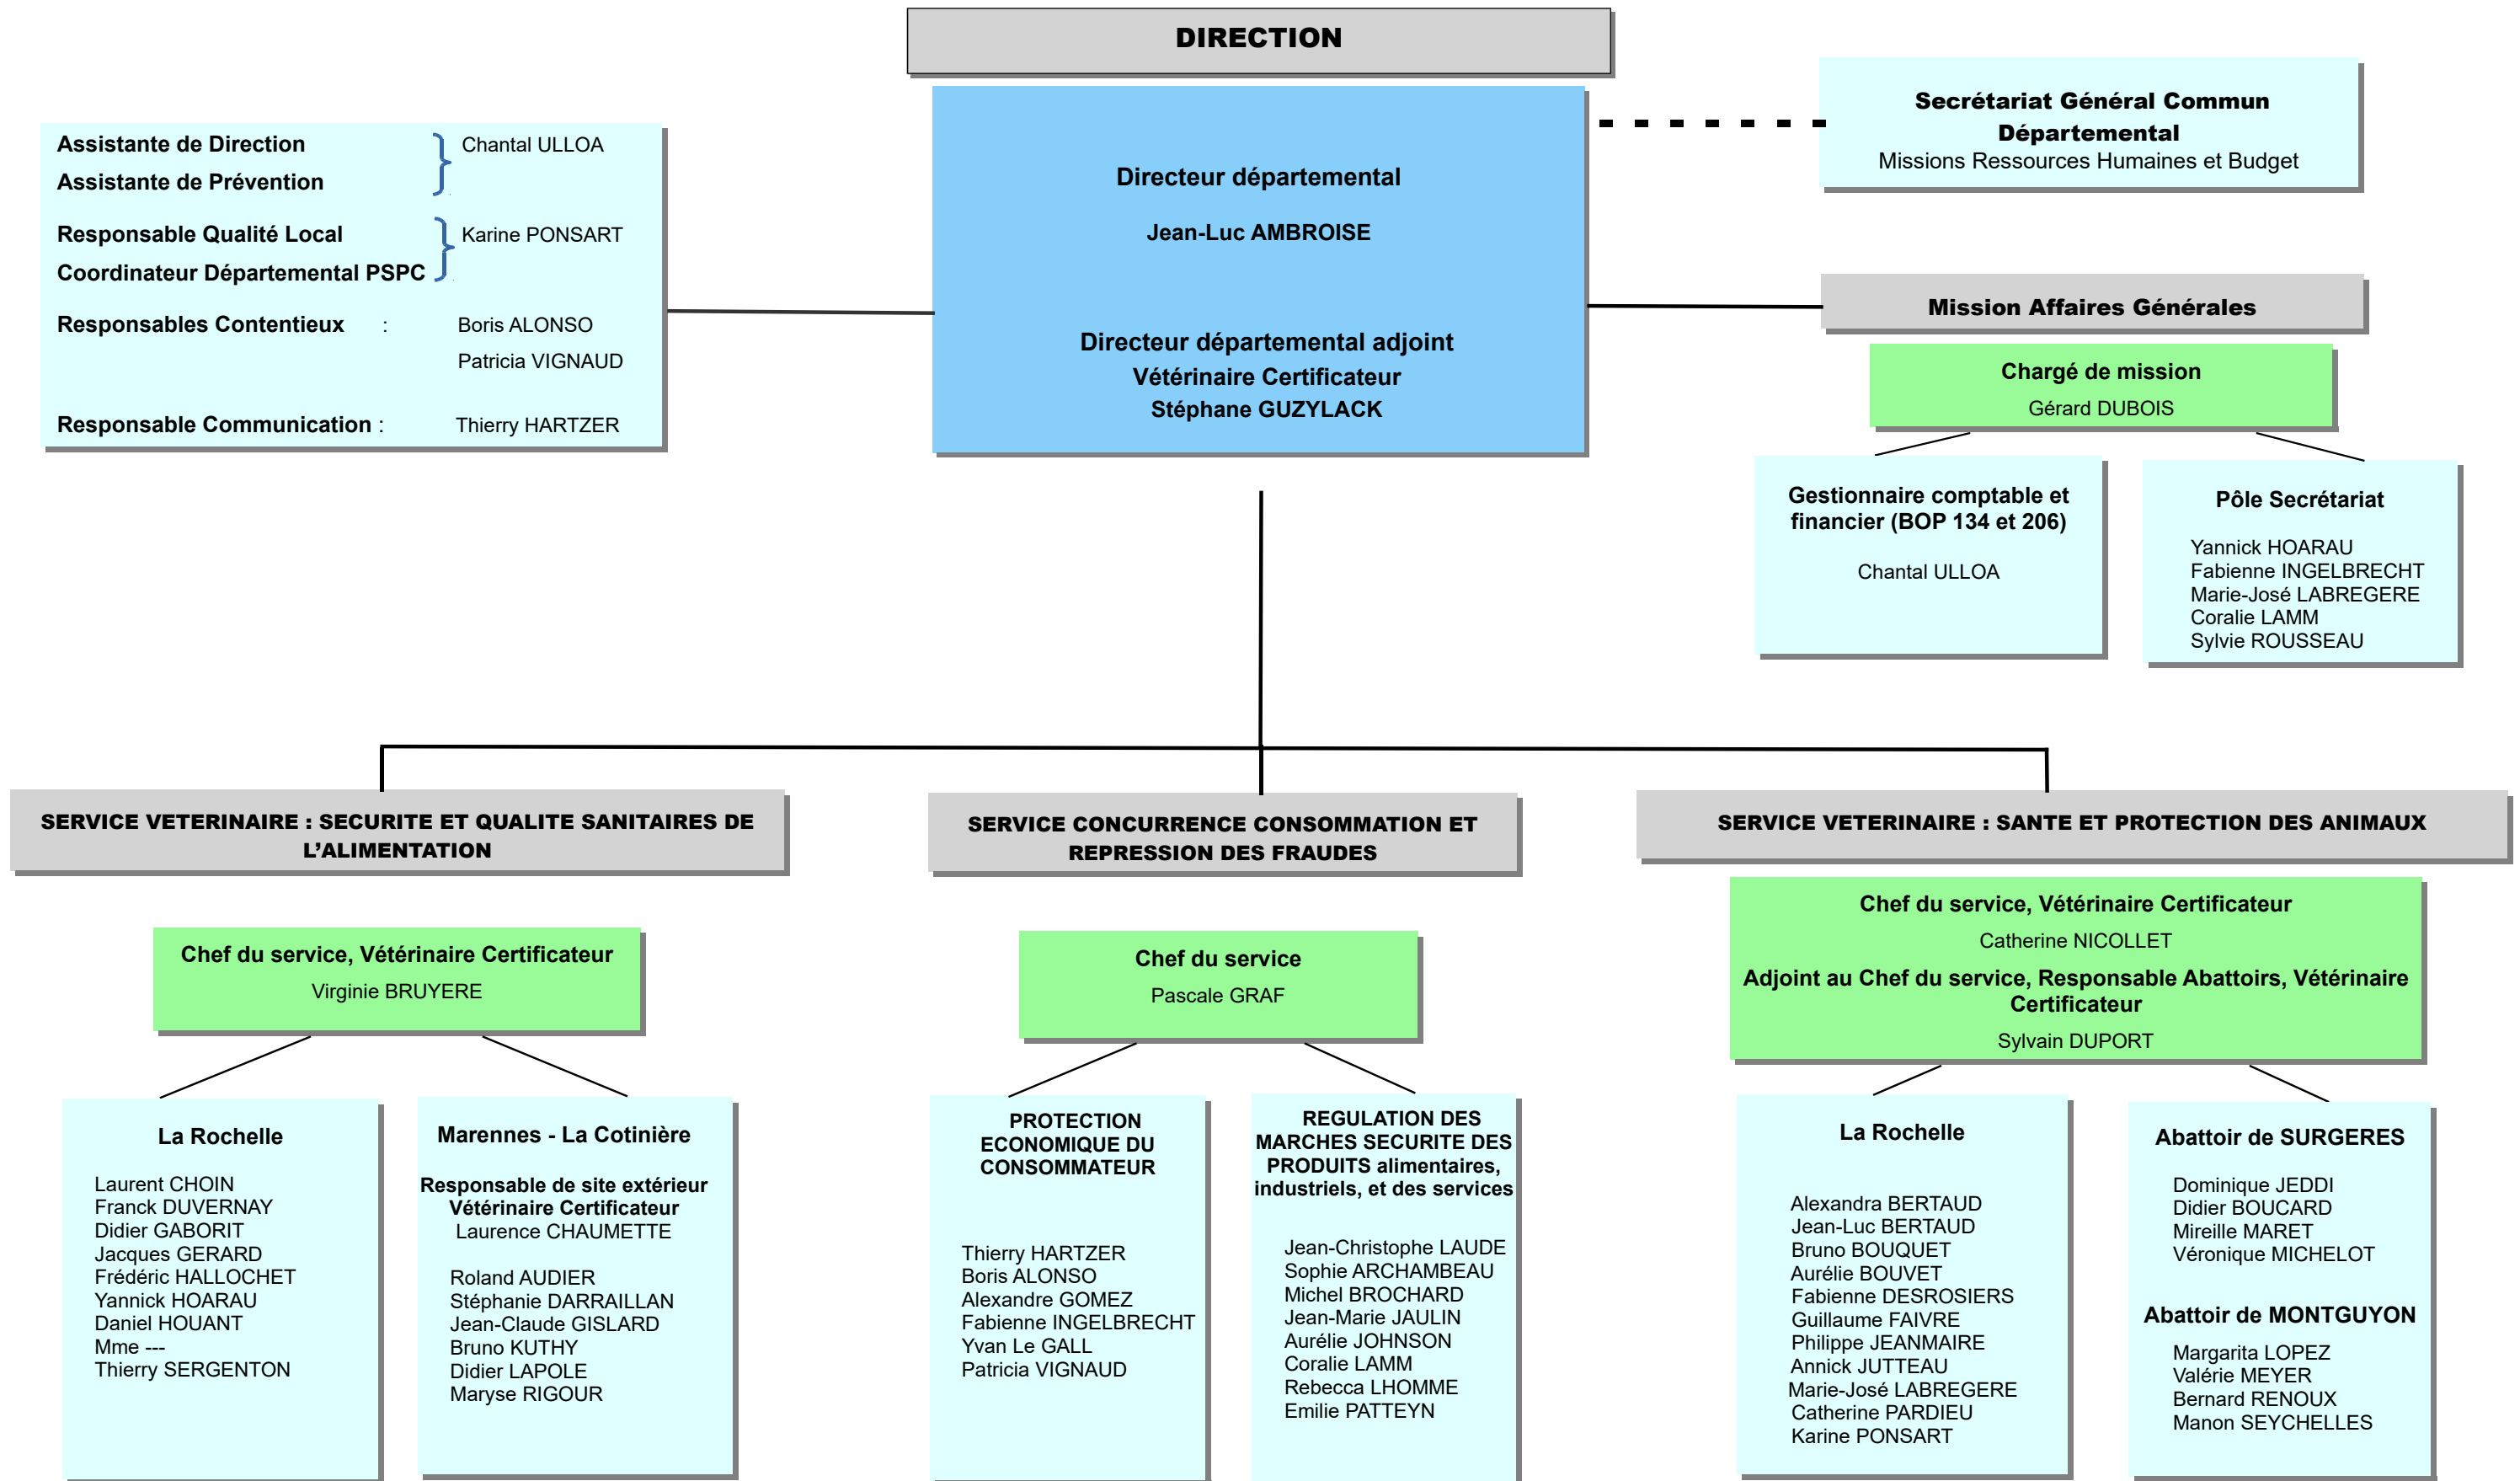 DIRECTION
Assistante de Direction
Chantal ULLOA
Assistante de Prévention
Responsable Qualité Local
Karine PONSART
Coordinateur Départemental PSPC
Responsables Contentieux :
Boris ALONSO
Patricia VIGNAUD
Responsable Communication :
Thierry HARTZER
Directeur départemental
Jean-Luc AMBROISE
Directeur départemental adjoint
Vétérinaire Certificateur
Stéphane GUZYLACK
Secrétariat Général Commun
Départemental
Missions Ressources Humaines et Budget
Mission Affaires Générales
Chargé de mission
Gérard DUBOIS
Gestionnaire comptable et
financier (BOP 134 et 206)
Chantal ULLOA
Pôle Secrétariat
Yannick HOARAU
Fabienne INGELBRECHT
Marie-José LABREGERE
Coralie LAMM
Sylvie ROUSSEAU
SERVICE VETERINAIRE : SECURITE ET QUALITE SANITAIRES DE
L’ALIMENTATION
Chef du service, Vétérinaire Certificateur
Virginie BRUYERE
La Rochelle
Laurent CHOIN
Franck DUVERNAY
Didier GABORIT
Jacques GERARD
Frédéric HALLOCHET
Yannick HOARAU
Daniel HOUANT
Mme ---
Thierry SERGENTON
Marennes - La Cotinière
Responsable de site extérieur
Vétérinaire Certificateur
Laurence CHAUMETTE
Roland AUDIER
Stéphanie DARRAILLAN
Jean-Claude GISLARD
Bruno KUTHY
Didier LAPOLE
Maryse RIGOUR
SERVICE CONCURRENCE CONSOMMATION ET
REPRESSION DES FRAUDES
Chef du service
Pascale GRAF
PROTECTION
ECONOMIQUE DU
CONSOMMATEUR
Thierry HARTZER
Boris ALONSO
Alexandre GOMEZ
Fabienne INGELBRECHT
Yvan Le GALL
Patricia VIGNAUD
REGULATION DES
MARCHES SECURITE DES
PRODUITS alimentaires,
industriels, et des services
Jean-Christophe LAUDE
Sophie ARCHAMBEAU
Michel BROCHARD
Jean-Marie JAULIN
Aurélie JOHNSON
Coralie LAMM
Rebecca LHOMME
Emilie PATTEYN
SERVICE VETERINAIRE : SANTE ET PROTECTION DES ANIMAUX
Chef du service, Vétérinaire Certificateur
Catherine NICOLLET
Adjoint au Chef du service, Responsable Abattoirs, Vétérinaire
Certificateur
Sylvain DUPORT
La Rochelle
Alexandra BERTAUD
Jean-Luc BERTAUD
Bruno BOUQUET
Aurélie BOUVET
Fabienne DESROSIERS
Guillaume FAIVRE
Philippe JEANMAIRE
Annick JUTTEAU
Marie-José LABREGERE
Catherine PARDIEU
Karine PONSART
Abattoir de SURGERES
Dominique JEDDI
Didier BOUCARD
Mireille MARET
Véronique MICHELOT
Abattoir de MONTGUYON
Margarita LOPEZ
Valérie MEYER
Bernard RENOUX
Manon SEYCHELLES